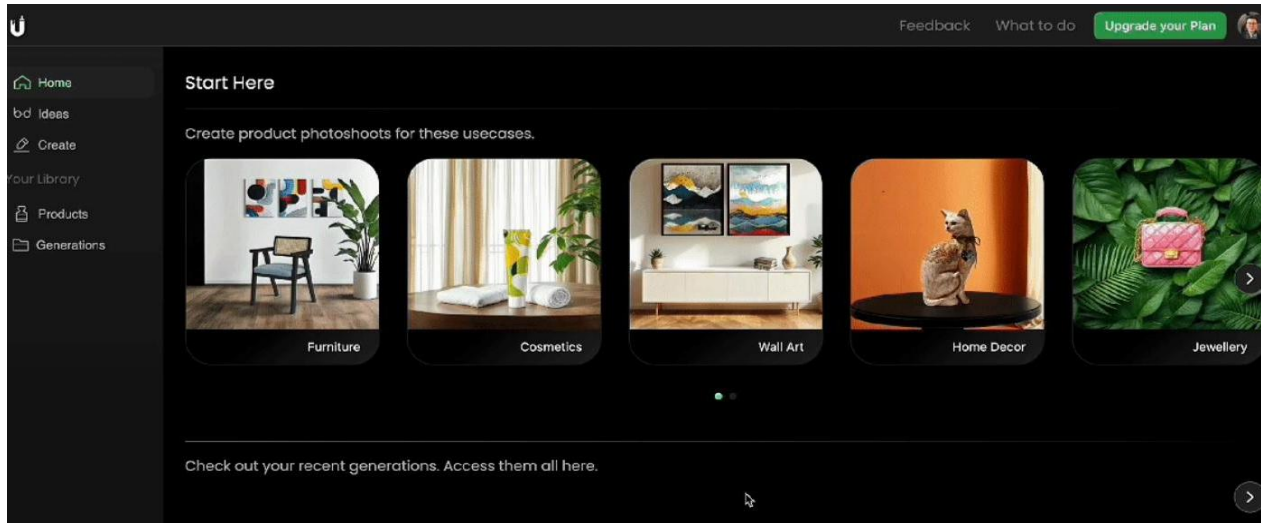 Feedback
What to do
Upgrade your Plan
Home
Ideas
Create
Your Library
Products
Generations
Start Here
Create product photoshoots for these usecases.
Furniture
Cosmetics
Wall Art
Home Decor
Jewellery
Check out your recent generations. Access them all here.